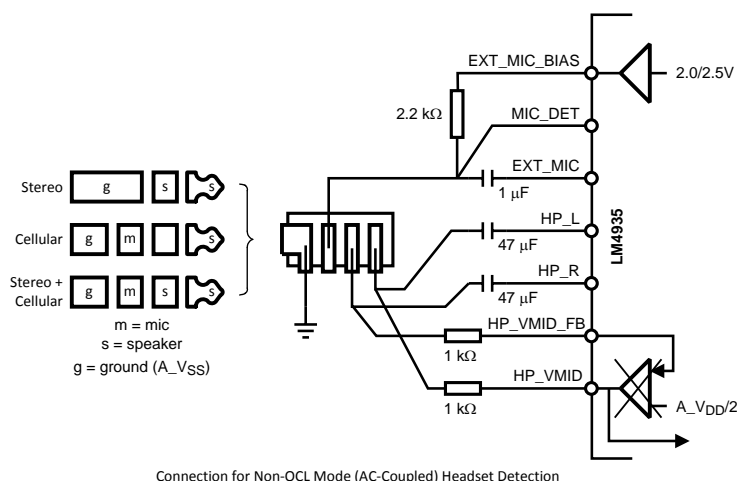 EXT_MIC_BIAS
2.0/2.5V
2.2 kΩ
MIC_DET
EXT_MIC
1 μF
HP_L
47 μF
HP_R
47 μF
HP_VMID_FB
1 kΩ
HP_VMID
1 kΩ
A_VDD/2
LM4935
Stereo
g
s
s
Cellular
g
m
s
Stereo +
Cellular
g
m
s
s
m = mic
s = speaker
g = ground (A_VSS)
Connection for Non-OCL Mode (AC-Coupled) Headset Detection